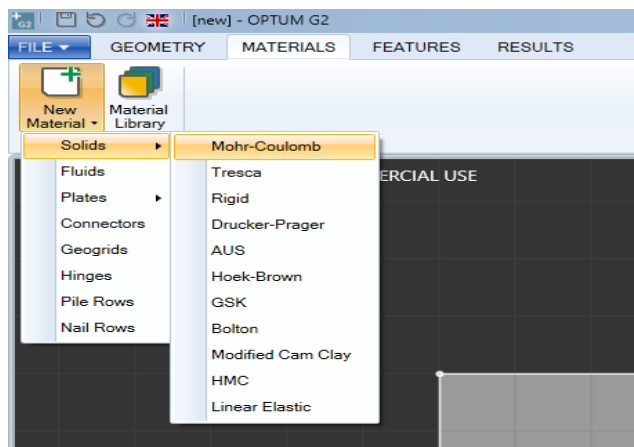 G2 [new] - OPTUM G2
FILE GEOMETRY MATERIALS FEATURES RESULTS
New Material
Material Library
Solids
Fluids
Plates
Connectors
Geogrids
Hinges
Pile Rows
Nail Rows
Mohr-Coulomb
Tresca
Rigid
Drucker-Prager
AUS
Hoek-Brown
GSK
Bolton
Modified Cam Clay
HMC
Linear Elastic
ERCIAL USE